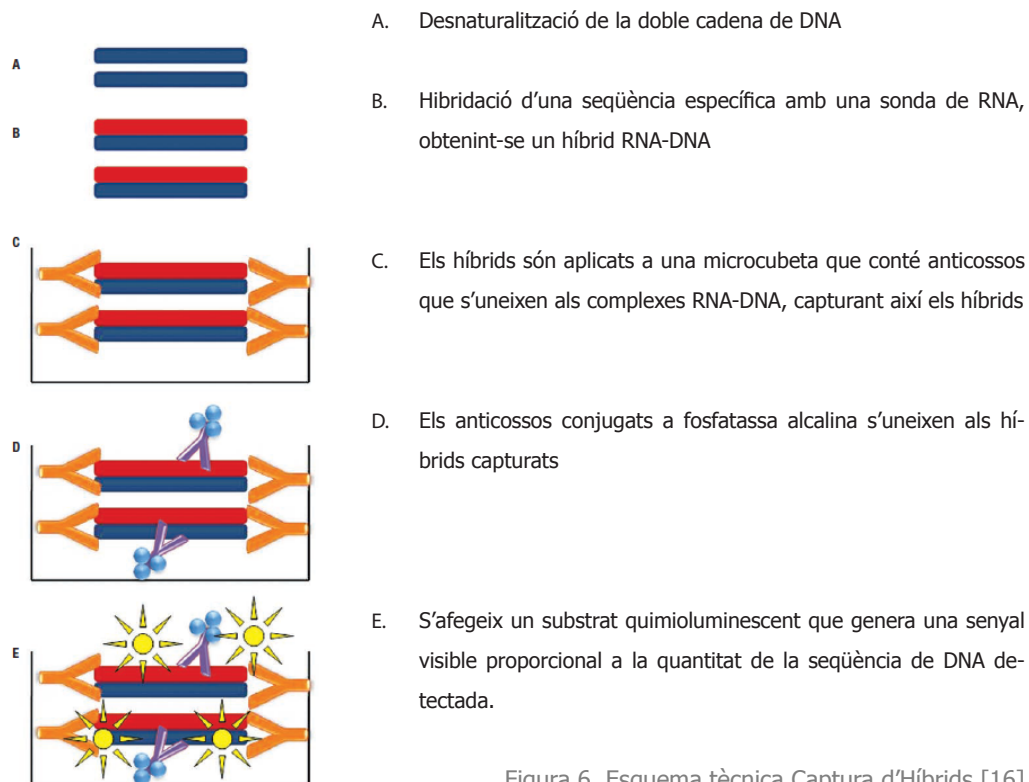 A. Desnaturalització de la doble cadena de DNA
A
B. Hibridació d'una seqüència específica amb una sonda de RNA,
obtenint-se un híbrid RNA-DNA
B
C
C. Els híbrids són aplicats a una microcubeta que conté anticossos
que s'uneixen als complexes RNA-DNA, capturant així els híbrids
D. Els anticossos conjugats a fosfatassa alcalina s'uneixen als hí-
brids capturats
D
E. S'afegeix un substrat quimioluminescent que genera una senyal
visible proporcional a la quantitat de la seqüència de DNA de-
tectada.
E
Figura 6. Esquema tècnica Captura d'Híbrids [16]